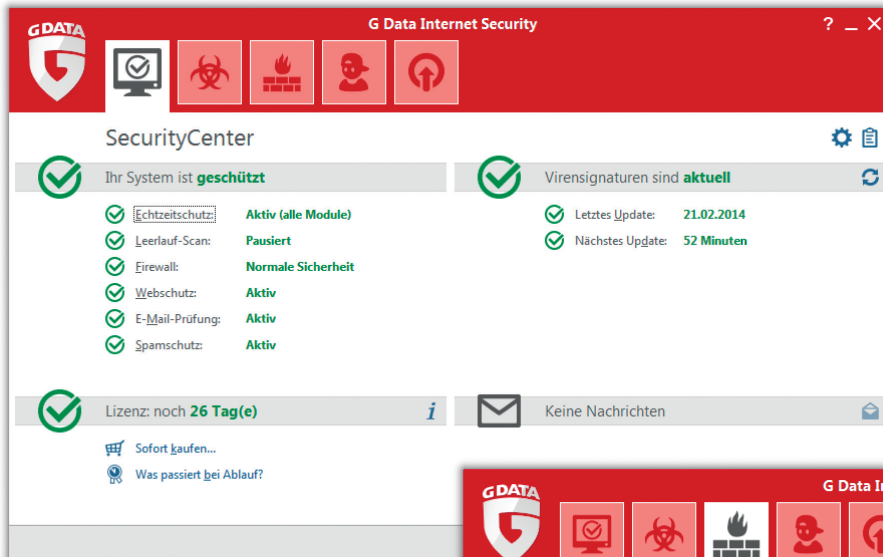 GDATA
G Data Internet Security
SecurityCenter
Ihr System ist geschützt
Echtzeitschutz: Aktiv (alle Module)
Leerlauf-Scan: Pausiert
Firewall: Normale Sicherheit
Webschutz: Aktiv
E-Mail-Prüfung: Aktiv
Spamschutz: Aktiv
Virensignaturen sind aktuell
Letztes Update: 21.02.2014
Nächstes Update: 52 Minuten
Lizenz: noch 26 Tag(e)
Sofort kaufen...
Was passiert bei Ablauf?
Keine Nachrichten
GDATA
G Data In